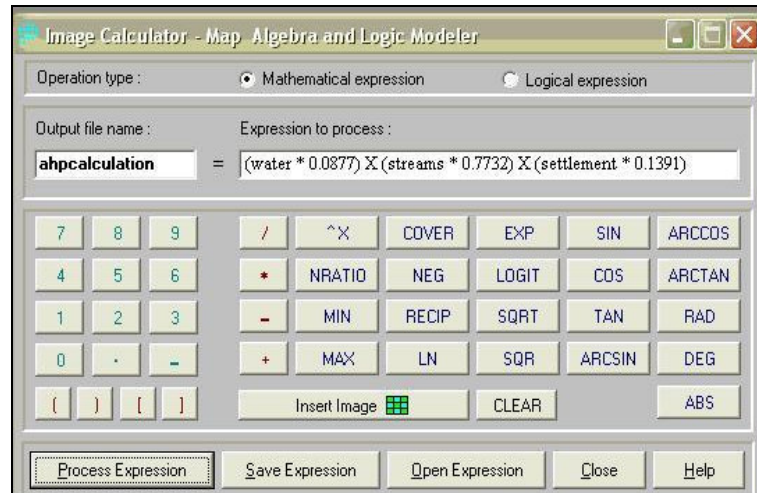 Image Calculator - Map Algebra and Logic Modeler
Operation type : Mathematical expression Logical expression
Output file name : Expression to process :
ahpcalculation = (water * 0.0877) X (streams * 0.7732) X (settlement * 0.1391)
7 8 9 / ^X COVER EXP SIN ARCCOS
4 5 6 * NRATIO NEG LOGIT COS ARCTAN
1 2 3 - MIN RECIP SQRT TAN RAD
0 . - + MAX LN SQR ARCSIN DEG
( ) [ ] Insert Image CLEAR ABS
Process Expression Save Expression Open Expression Close Help